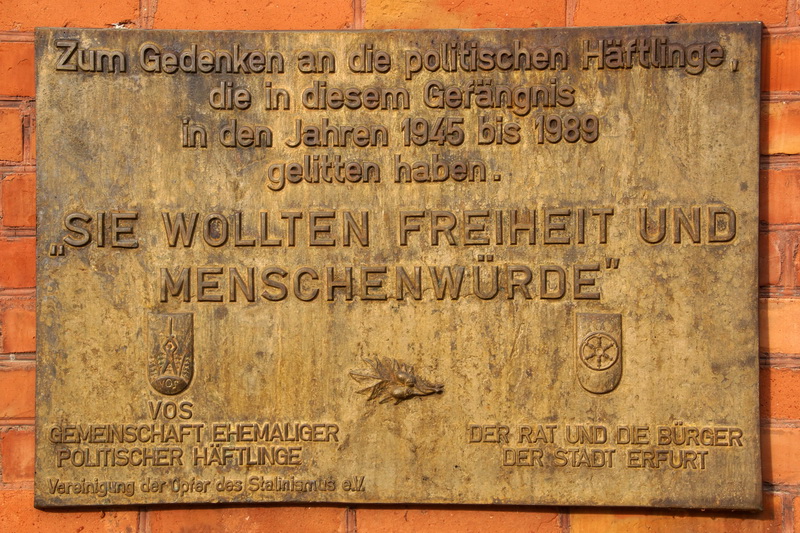 Zum Gedenken an die politischen Häftlinge,
die in diesem Gefängnis
in den Jahren 1945 bis 1989
gelitten haben.
„SIE WOLLTEN FREIHEIT UND
MENSCHENWÜRDE”
VOS
VOS
GEMEINSCHAFT EHEMALIGER
POLITISCHER HÄFTLINGE
Vereinigung der Opfer des Stalinismus e.V.
DER RAT UND DIE BÜRGER
DER STADT ERFURT